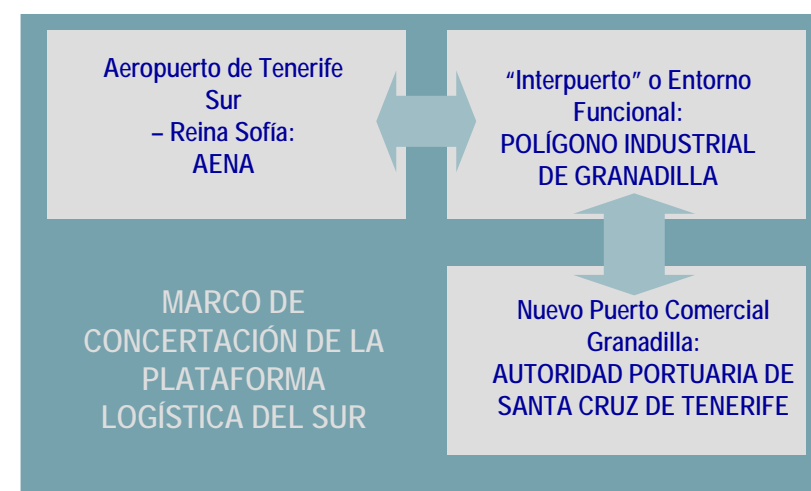 Aeropuerto de Tenerife
Sur
– Reina Sofía:
AENA
“Interpuerto” o Entorno
Funcional:
POLÍGONO INDUSTRIAL
DE GRANADILLA
MARCO DE
CONCERTACIÓN DE LA
PLATAFORMA
LOGÍSTICA DEL SUR
Nuevo Puerto Comercial
Granadilla:
AUTORIDAD PORTUARIA DE
SANTA CRUZ DE TENERIFE